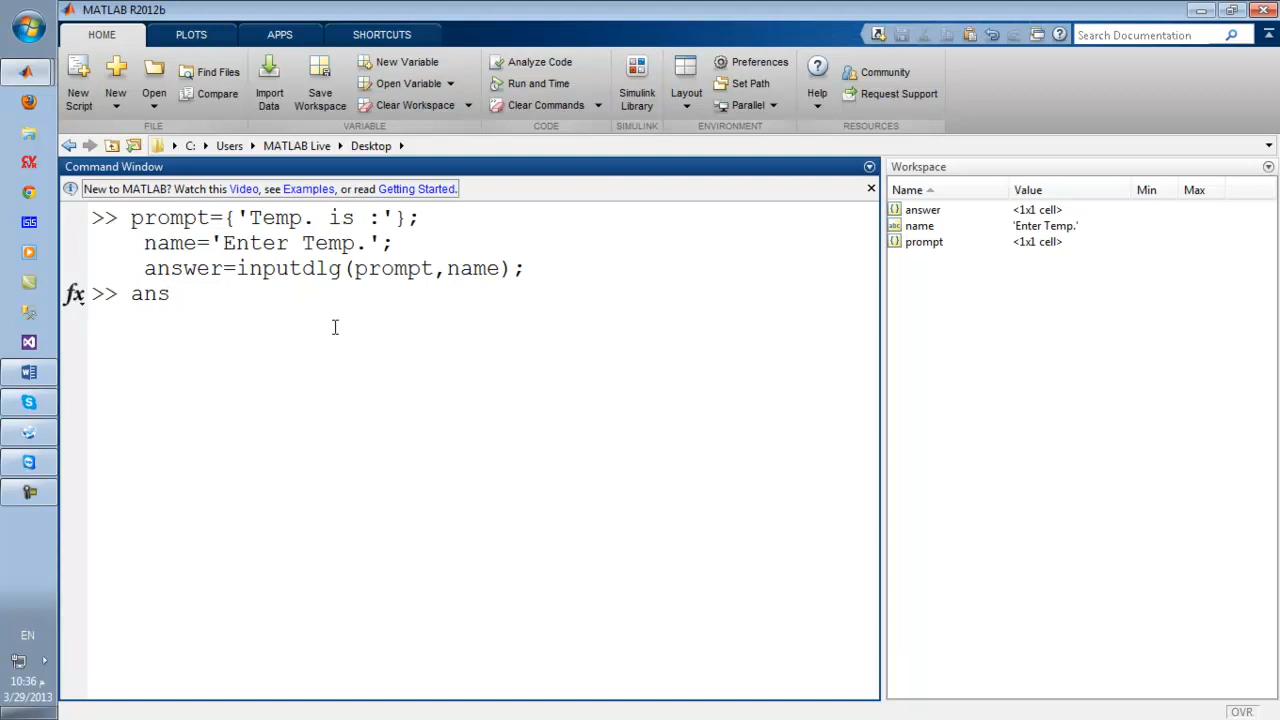 MATLAB R2012b
HOME PLOTS APPS SHORTCUTS Search Documentation
New Script
New
Open
Find Files
Compare
FILE
Import Data
Save Workspace
New Variable
Open Variable
Clear Workspace
VARIABLE
Analyze Code
Run and Time
Clear Commands
CODE
Simulink Library
SIMULINK
Layout
Preferences
Set Path
Parallel
ENVIRONMENT
Help
Community
Request Support
RESOURCES
C: Users MATLAB Live Desktop
Command Window
New to MATLAB? Watch this Video, see Examples, or read Getting Started.
>> prompt={'Temp. is :'};
name='Enter Temp.';
answer=inputdlg(prompt,name);
fx >> ans
Workspace
Name Value Min Max
answer <1x1 cell>
name 'Enter Temp.'
prompt <1x1 cell>
EN
10:36 م
3/29/2013
OVR